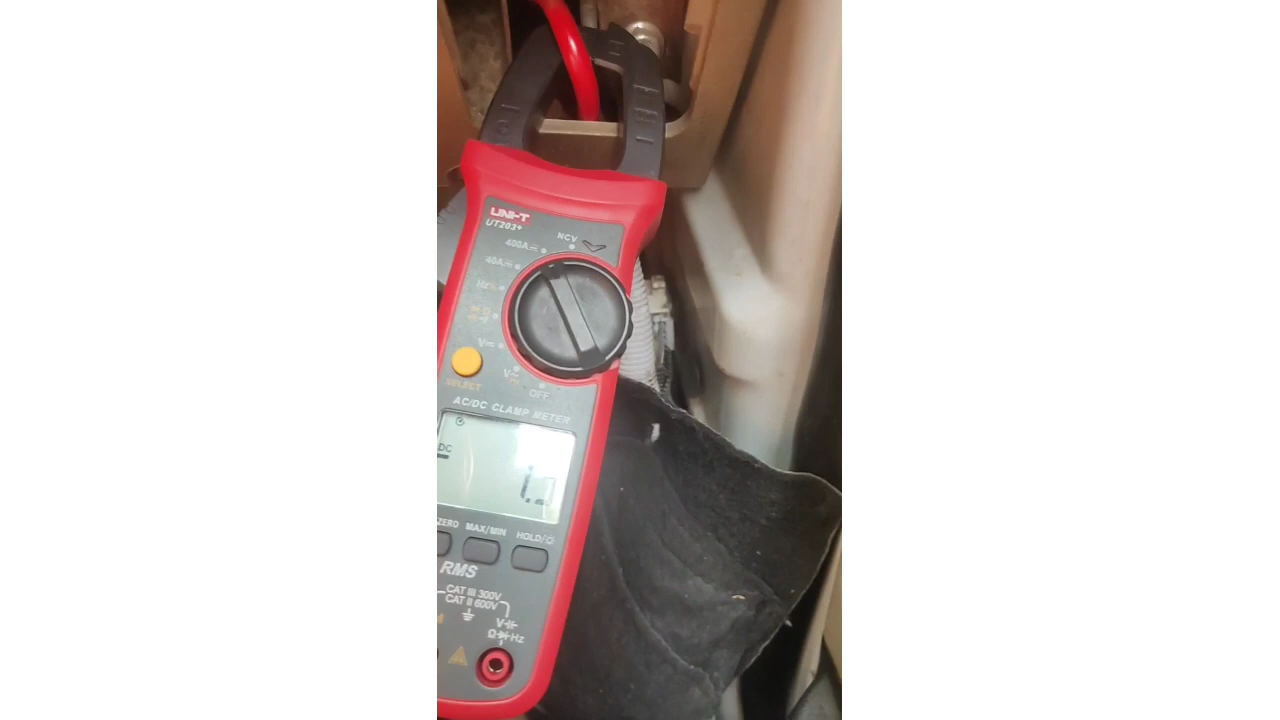 UNI-T
UT203+
NCV
400A
40A
Hz%
V
V
OFF
SELECT
AC/DC CLAMP METER
DC
ZERO MAX/MIN HOLD/
RMS
CAT III 300V
CAT II 600V
V
Ω Hz